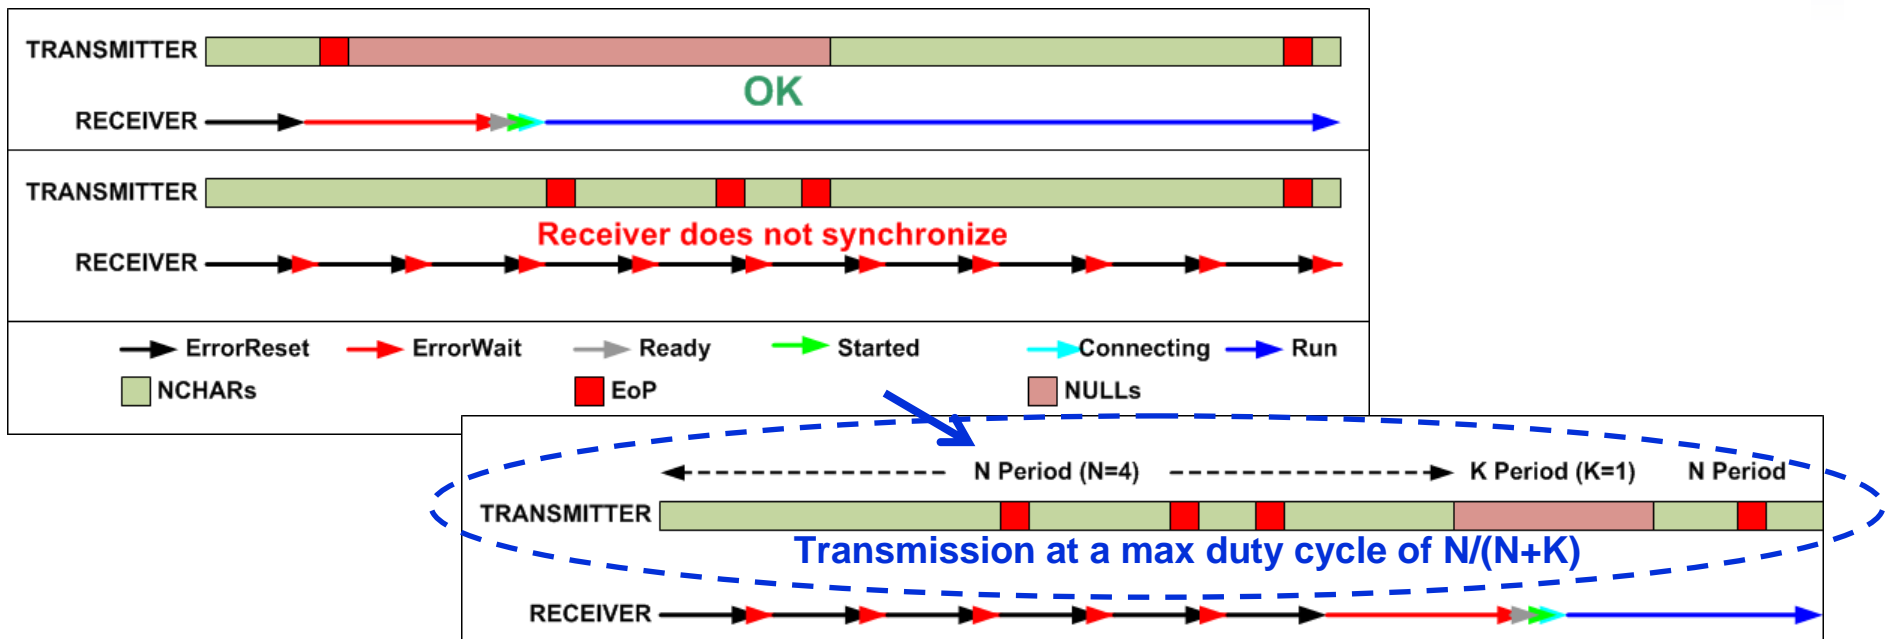 TRANSMITTER
OK
RECEIVER
TRANSMITTER
Receiver does not synchronize
RECEIVER
ErrorReset ErrorWait Ready Started Connecting Run
NCHARs EoP NULLs
N Period (N=4) K Period (K=1) N Period
TRANSMITTER
Transmission at a max duty cycle of N/(N+K)
RECEIVER